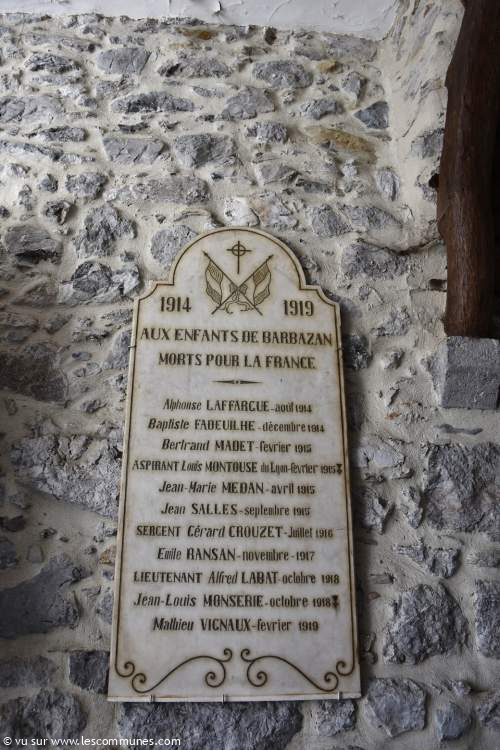 1914 1919
AUX ENFANTS DE BARBAZAN
MORTS POUR LA FRANCE
Alphonse LAFFARGUE - août 1914
Baptiste FADEUILHE - décembre 1914
Bertrand MADET - fevrier 1915
ASPIRANT Louis MONTOUSE du Lyon - fevrier 1915
Jean-Marie MEDAN - avril 1915
Jean SALLES - septembre 1915
SERGENT Gérard CROUZET - Juillet 1916
Emile RANSAN - novembre - 1917
LIEUTENANT Alfred LABAT - octobre 1918
Jean-Louis MONSERIE - octobre 1918
Mathieu VIGNAUX - fevrier 1919
© vu sur www.lescommunes.com